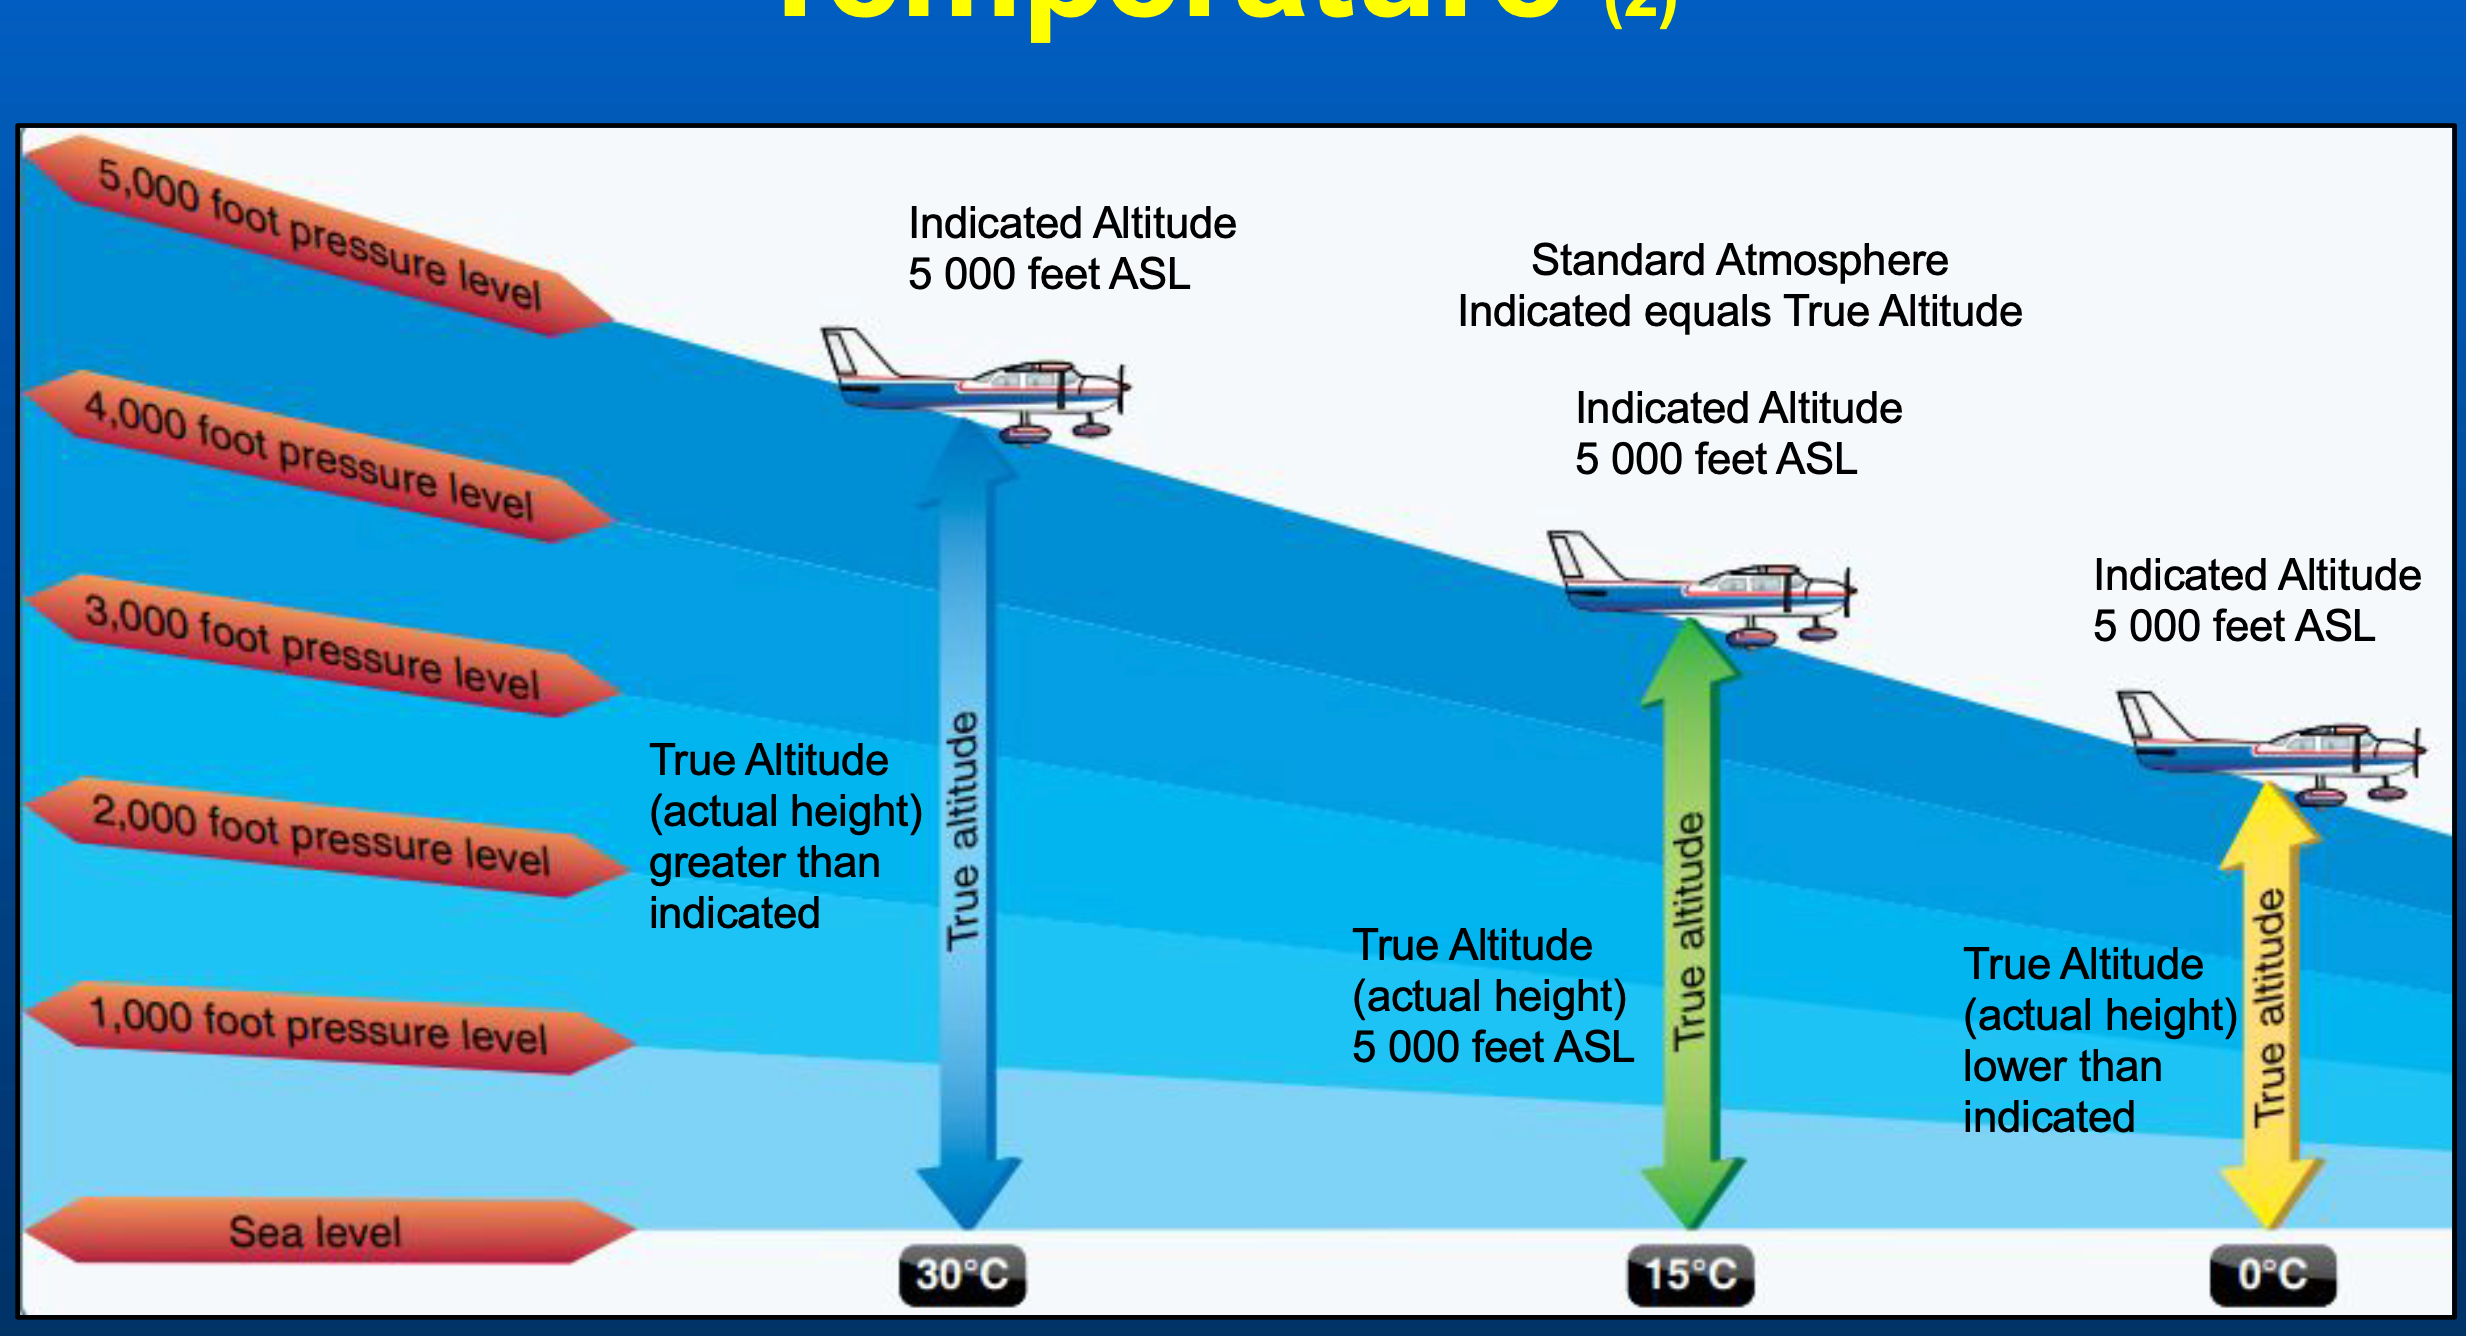 Temperature (2)
5,000 foot pressure level
Indicated Altitude
5 000 feet ASL
Standard Atmosphere
Indicated equals True Altitude
4,000 foot pressure level
Indicated Altitude
5 000 feet ASL
3,000 foot pressure level
Indicated Altitude
5 000 feet ASL
2,000 foot pressure level
True Altitude
(actual height)
greater than
indicated
True altitude
True Altitude
(actual height)
5 000 feet ASL
True altitude
True Altitude
(actual height)
lower than
indicated
True altitude
1,000 foot pressure level
Sea level
30°C
15°C
0°C